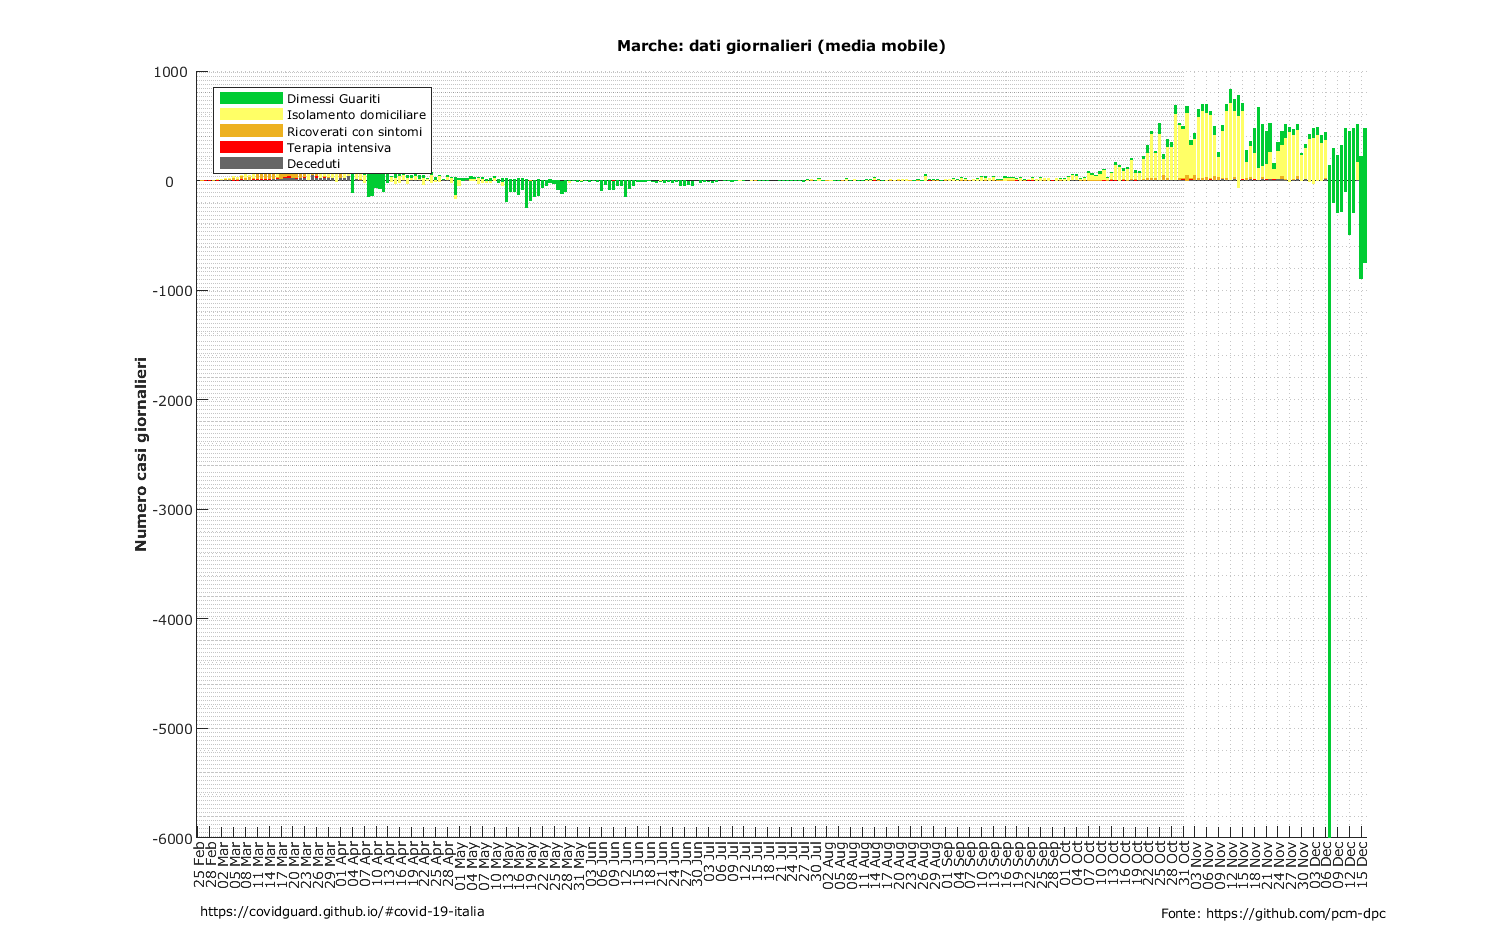 Marche: dati giornalieri (media mobile)
1000
0
-1000
-2000
-3000
-4000
-5000
-6000
Numero casi giornalieri
Dimessi Guariti
Isolamento domiciliare
Ricoverati con sintomi
Terapia intensiva
Deceduti
25 Feb
28 Feb
02 Mar
05 Mar
08 Mar
11 Mar
14 Mar
17 Mar
20 Mar
23 Mar
26 Mar
29 Mar
01 Apr
04 Apr
07 Apr
10 Apr
13 Apr
16 Apr
19 Apr
22 Apr
25 Apr
28 Apr
01 May
04 May
07 May
10 May
13 May
16 May
19 May
22 May
25 May
28 May
31 May
03 Jun
06 Jun
09 Jun
12 Jun
15 Jun
18 Jun
21 Jun
24 Jun
27 Jun
30 Jun
03 Jul
06 Jul
09 Jul
12 Jul
15 Jul
18 Jul
21 Jul
24 Jul
27 Jul
30 Jul
02 Aug
05 Aug
08 Aug
11 Aug
14 Aug
17 Aug
20 Aug
23 Aug
26 Aug
29 Aug
01 Sep
04 Sep
07 Sep
10 Sep
13 Sep
16 Sep
19 Sep
22 Sep
25 Sep
28 Sep
01 Oct
04 Oct
07 Oct
10 Oct
13 Oct
16 Oct
19 Oct
22 Oct
25 Oct
28 Oct
31 Oct
03 Nov
06 Nov
09 Nov
12 Nov
15 Nov
18 Nov
21 Nov
24 Nov
27 Nov
30 Nov
03 Dec
06 Dec
09 Dec
12 Dec
15 Dec
https://covidguard.github.io/#covid-19-italia
Fonte: https://github.com/pcm-dpc